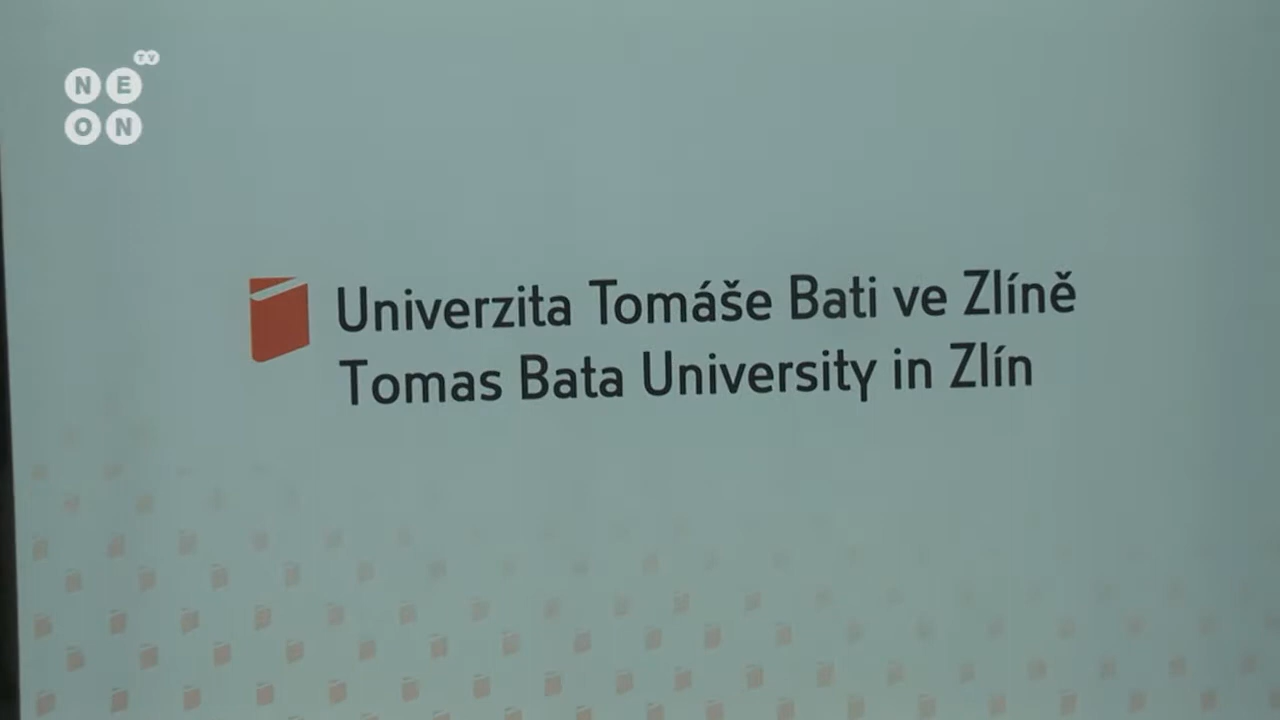 TV
NE
ON
Univerzita Tomáše Bati ve Zlíně
Tomas Bata University in Zlín